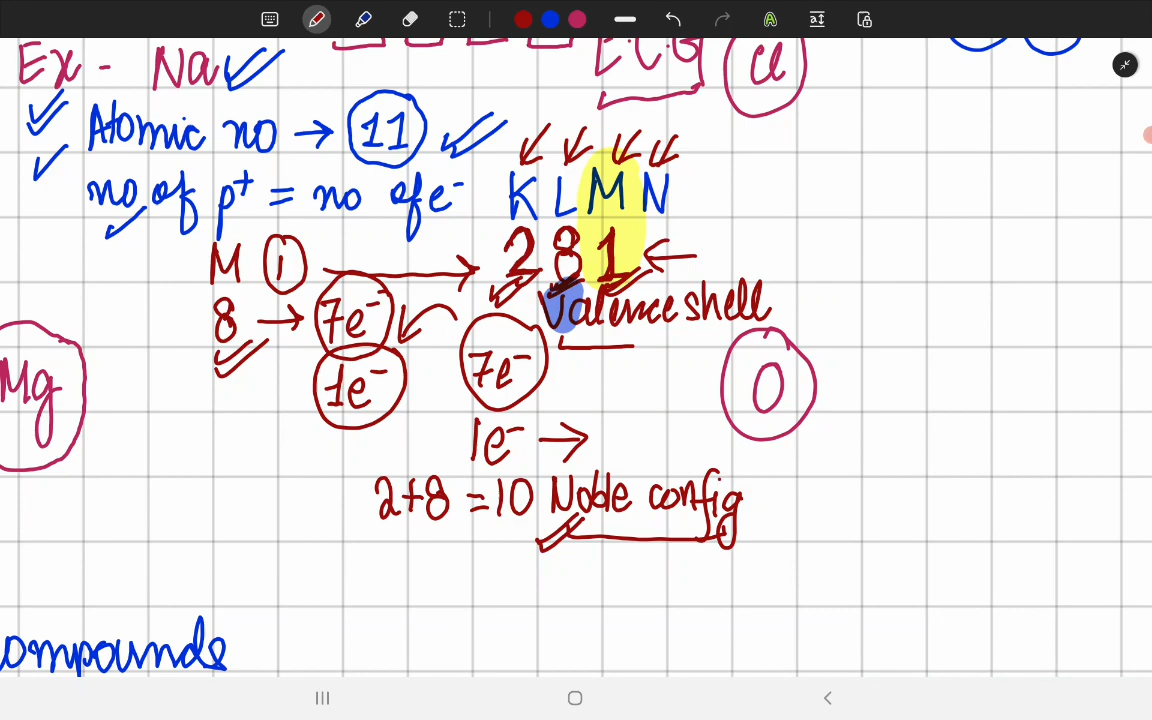 Ex - Na
Cl
Atomic no → 11
no of p+ = no of e- K L M N
M 1 → 2 8 1 ←
Valence shell
8 → 7e-
7e-
Mg
1e-
O
1e- →
2+8 =10 Noble config
ompounds